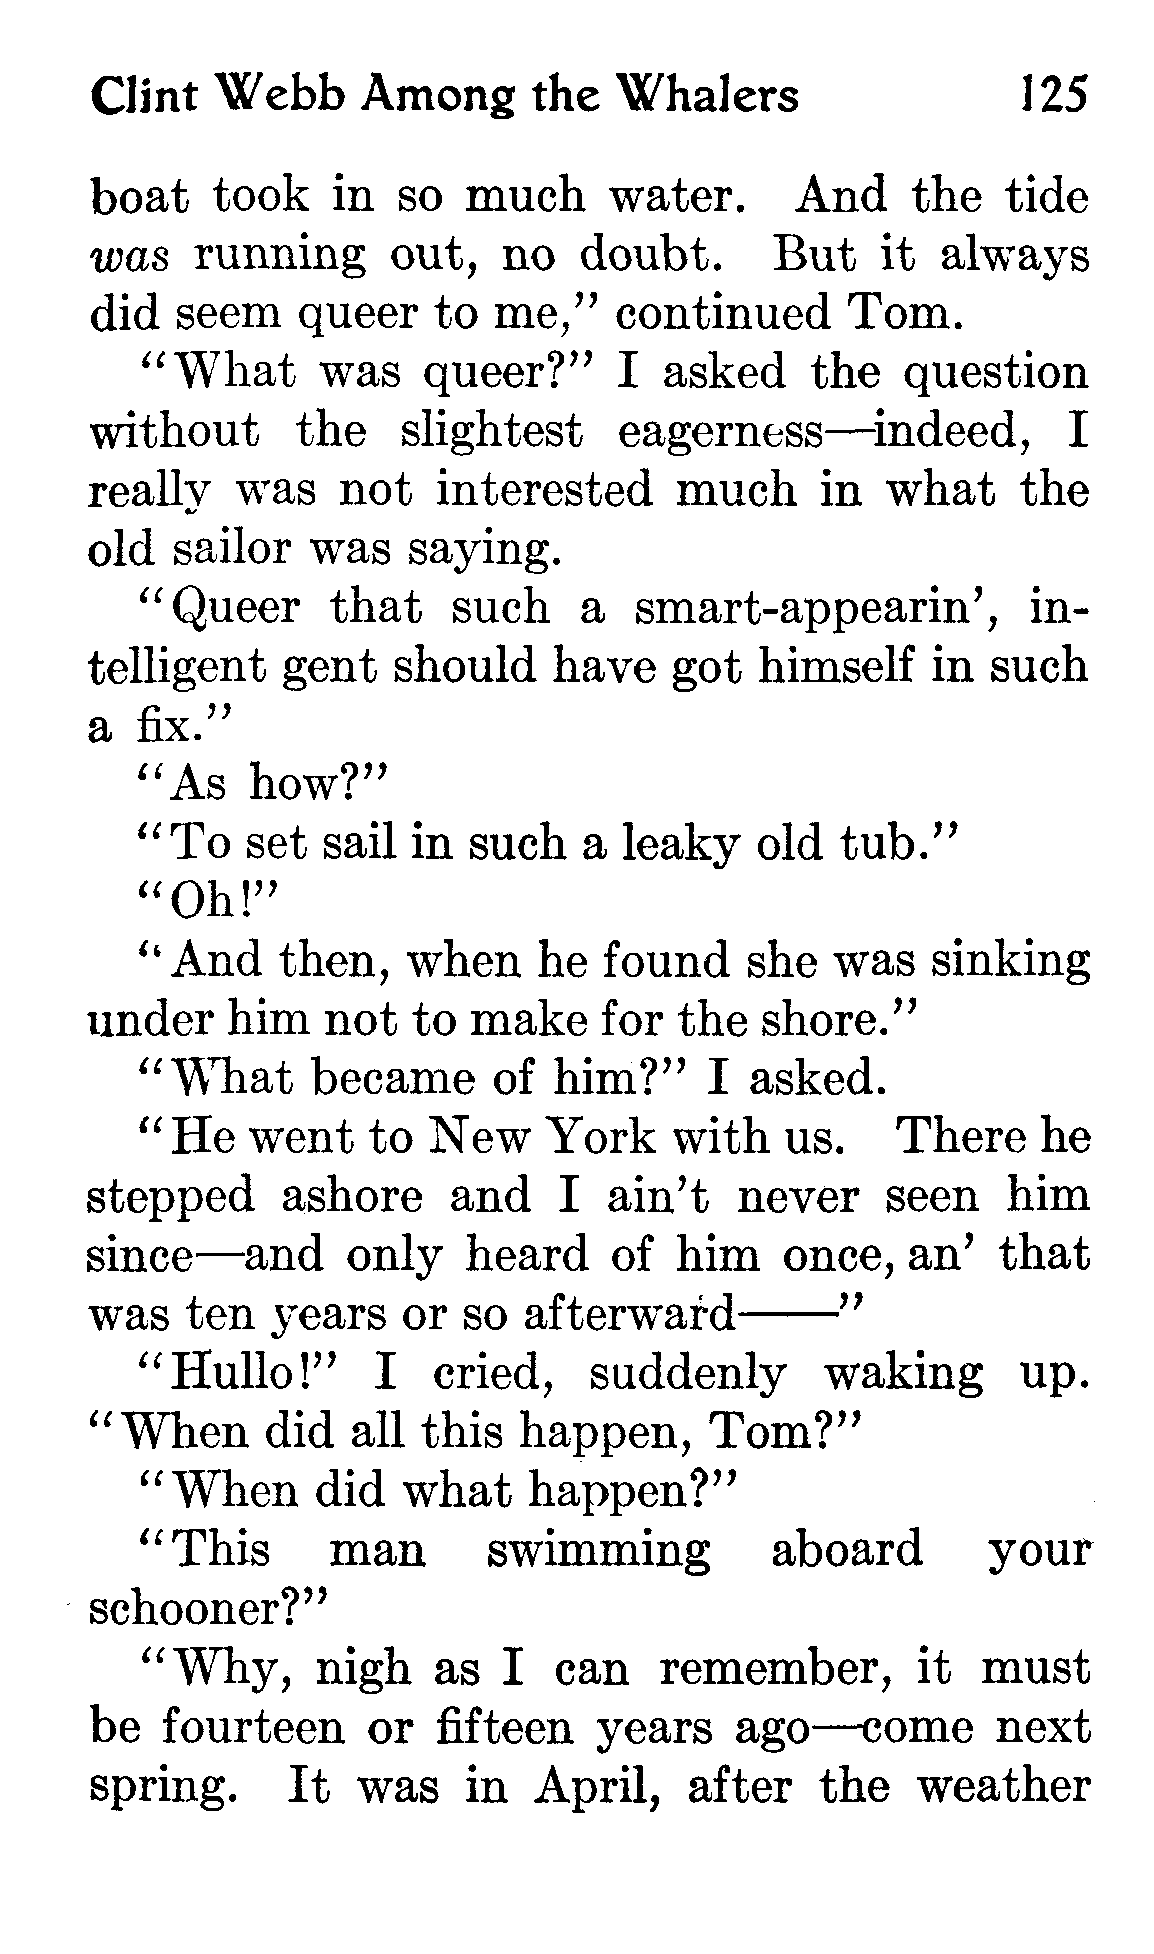 Clint Webb Among the Whalers 125
boat took in so much water. And the tide
was running out, no doubt. But it always
did seem queer to me,” continued Tom.
“What was queer?” I asked the question
without the slightest eagerness—indeed, I
really was not interested much in what the
old sailor was saying.
“Queer that such a smart-appearin’, in-
telligent gent should have got himself in such
a fix.”
“As how?”
“To set sail in such a leaky old tub.”
“Oh!”
“And then, when he found she was sinking
under him not to make for the shore.”
“What became of him?” I asked.
“He went to New York with us. There he
stepped ashore and I ain’t never seen him
since—and only heard of him once, an’ that
was ten years or so afterward——”
“Hullo!” I cried, suddenly waking up.
“When did all this happen, Tom?”
“When did what happen?”
“This man swimming aboard your
schooner?”
“Why, nigh as I can remember, it must
be fourteen or fifteen years ago—come next
spring. It was in April, after the weather